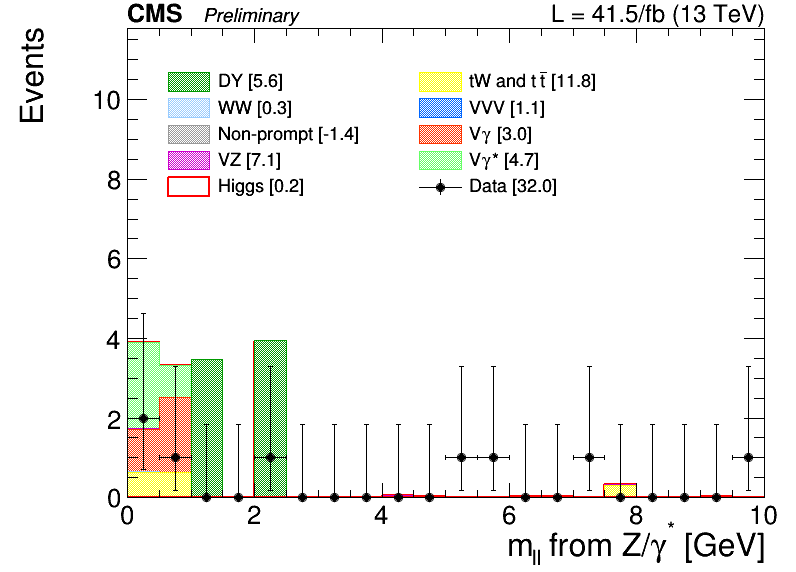 CMS Preliminary L = 41.5/fb (13 TeV)
Events
DY [5.6]
WW [0.3]
Non-prompt [-1.4]
VZ [7.1]
Higgs [0.2]
tW and tt̅ [11.8]
VVV [1.1]
Vγ [3.0]
Vγ* [4.7]
Data [32.0]
10
8
6
4
2
0
0 2 4 6 8 10
m_ll from Z/γ* [GeV]